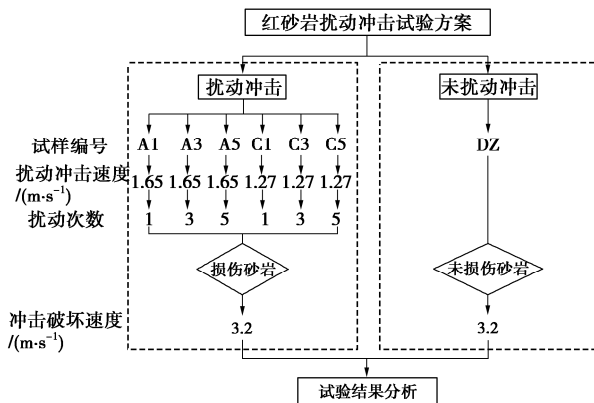 红砂岩扰动冲击试验方案
扰动冲击 未扰动冲击
试样编号 A1 A3 A5 C1 C3 C5 DZ
扰动冲击速度 1.65 1.65 1.65 1.27 1.27 1.27
/(m·s⁻¹)
扰动次数 1 3 5 1 3 5
损伤砂岩 未损伤砂岩
冲击破坏速度 3.2 3.2
/(m·s⁻¹)
试验结果分析